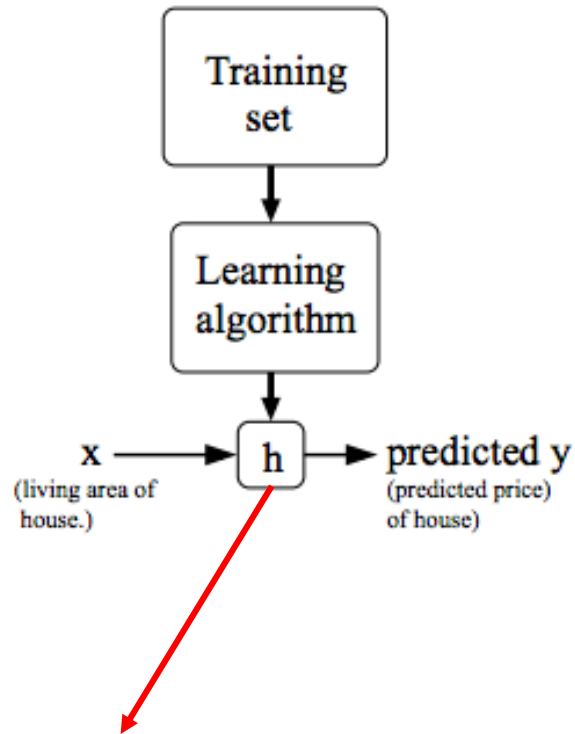 Training
set
Learning
algorithm
x
h
predicted y
(living area of
house.)
(predicted price)
of house)